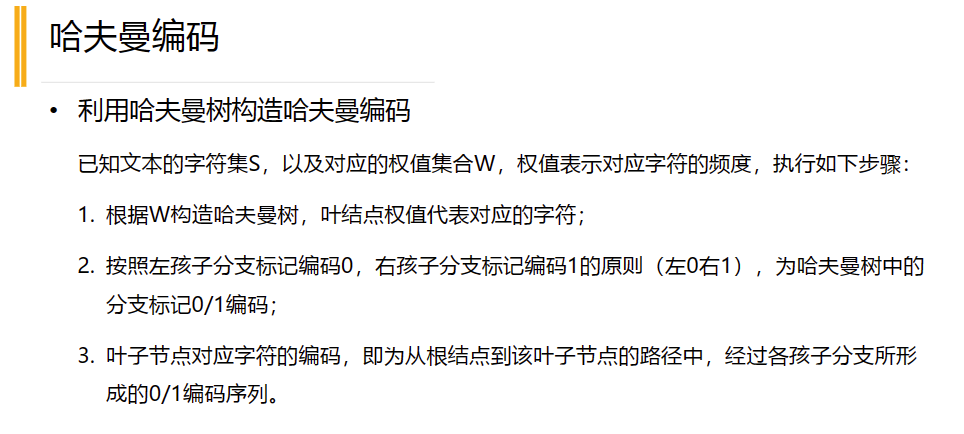 哈夫曼编码
• 利用哈夫曼树构造哈夫曼编码
已知文本的字符集S，以及对应的权值集合W，权值表示对应字符的频度，执行如下步骤：
1. 根据W构造哈夫曼树，叶结点权值代表对应的字符；
2. 按照左孩子分支标记编码0，右孩子分支标记编码1的原则（左0右1），为哈夫曼树中的
分支标记0/1编码；
3. 叶子节点对应字符的编码，即为从根结点到该叶子节点的路径中，经过各孩子分支所形
成的0/1编码序列。